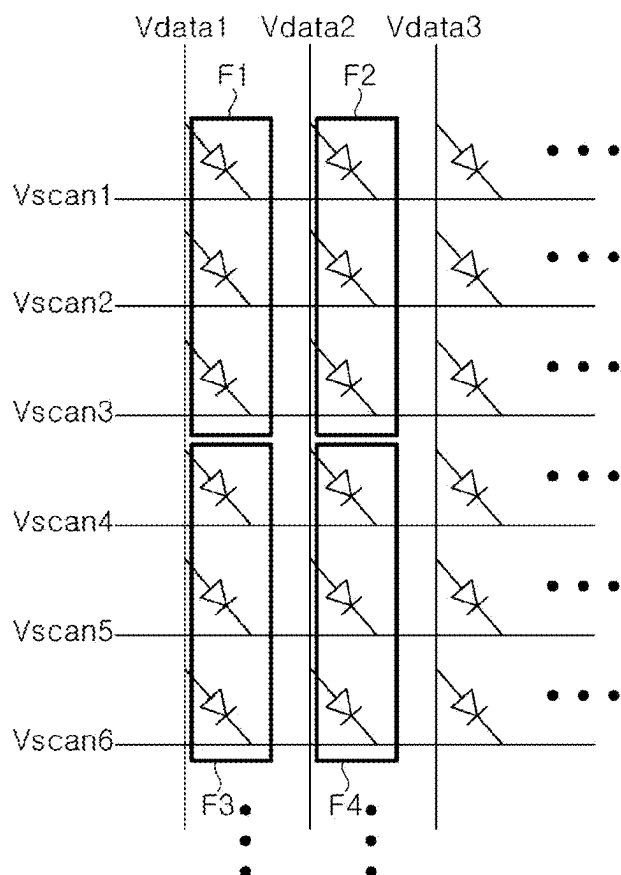 Vdata1 Vdata2 Vdata3
F1 F2
Vscan1
Vscan2
Vscan3
Vscan4
Vscan5
Vscan6
F3 F4